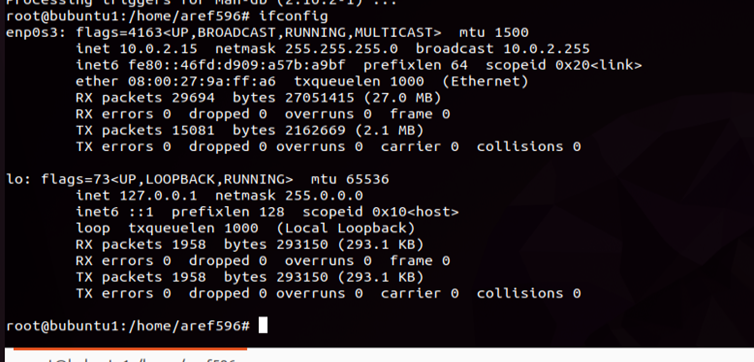 Processing triggers for man-db (2.10.2-1) ...
root@bubuntu1:/home/aref596# ifconfig
enp0s3: flags=4163<UP,BROADCAST,RUNNING,MULTICAST>  mtu 1500
        inet 10.0.2.15  netmask 255.255.255.0  broadcast 10.0.2.255
        inet6 fe80::46fd:d909:a57b:a9bf  prefixlen 64  scopeid 0x20<link>
        ether 08:00:27:9a:ff:a6  txqueuelen 1000  (Ethernet)
        RX packets 29694  bytes 27051415 (27.0 MB)
        RX errors 0  dropped 0  overruns 0  frame 0
        TX packets 15081  bytes 2162669 (2.1 MB)
        TX errors 0  dropped 0 overruns 0  carrier 0  collisions 0
lo: flags=73<UP,LOOPBACK,RUNNING>  mtu 65536
        inet 127.0.0.1  netmask 255.0.0.0
        inet6 ::1  prefixlen 128  scopeid 0x10<host>
        loop  txqueuelen 1000  (Local Loopback)
        RX packets 1958  bytes 293150 (293.1 KB)
        RX errors 0  dropped 0  overruns 0  frame 0
        TX packets 1958  bytes 293150 (293.1 KB)
        TX errors 0  dropped 0 overruns 0  carrier 0  collisions 0
root@bubuntu1:/home/aref596#